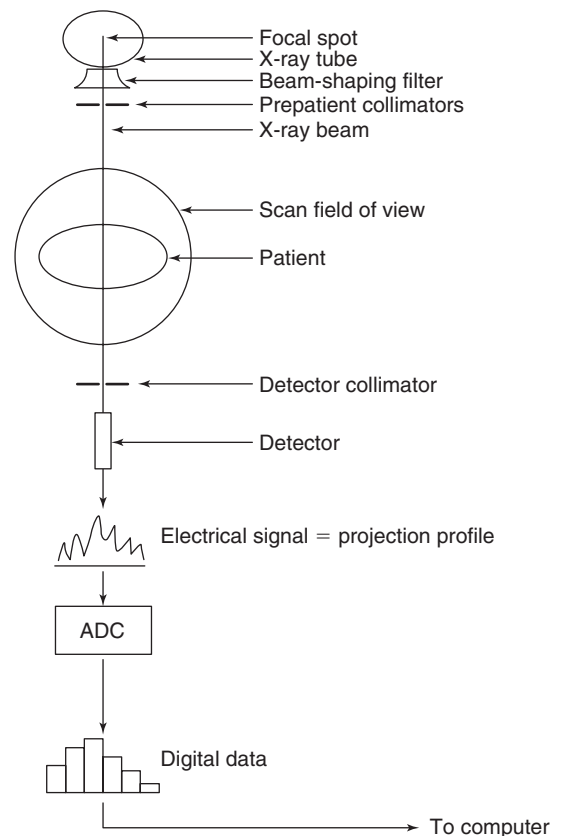 Focal spot
X-ray tube
Beam-shaping filter
Prepatient collimators
X-ray beam
Scan field of view
Patient
Detector collimator
Detector
Electrical signal = projection profile
ADC
Digital data
To computer